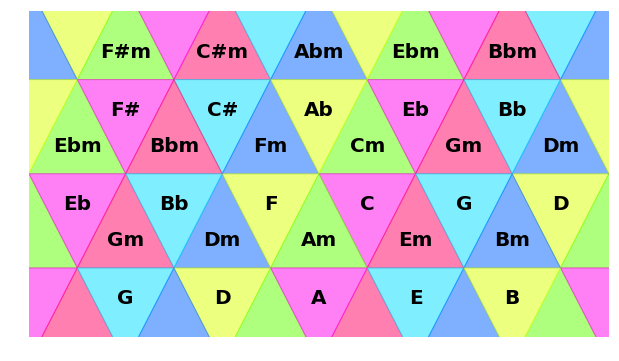 F#m C#m Abm Ebm Bbm
F# C# Ab Eb Bb
Ebm Bbm Fm Cm Gm Dm
Eb Bb F C G D
Gm Dm Am Em Bm
G D A E B